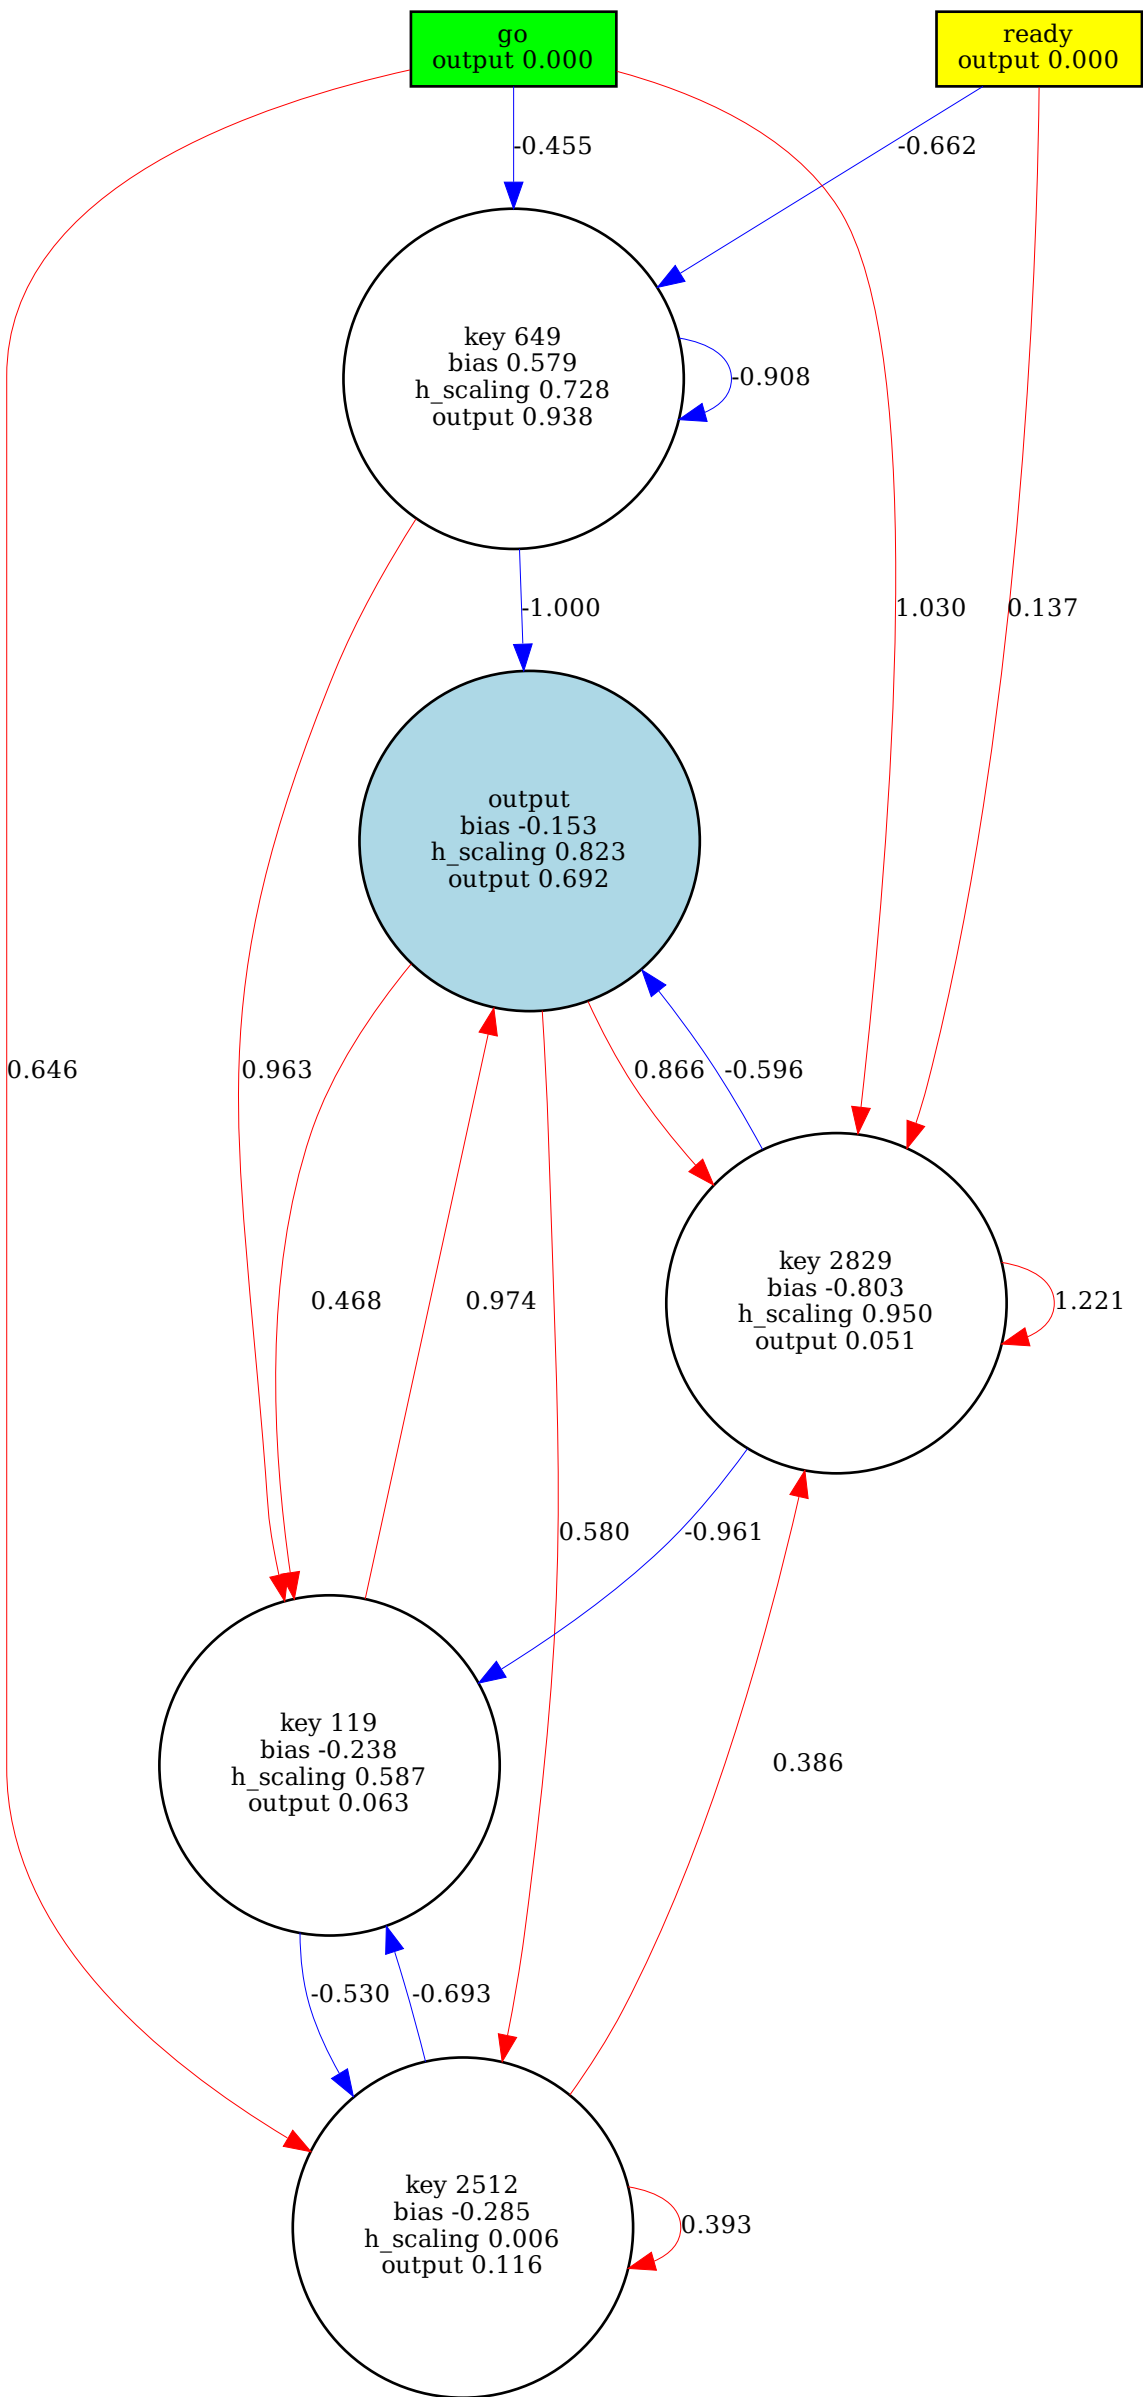 go
output 0.000
ready
output 0.000
-0.455
-0.662
key 649
bias 0.579
h_scaling 0.728
output 0.938
-0.908
-1.000
1.030
0.137
output
bias -0.153
h_scaling 0.823
output 0.692
0.646
0.963
0.866
-0.596
key 2829
bias -0.803
h_scaling 0.950
output 0.051
0.468
0.974
1.221
0.580
-0.961
key 119
bias -0.238
h_scaling 0.587
output 0.063
0.386
-0.530
-0.693
key 2512
bias -0.285
h_scaling 0.006
output 0.116
0.393